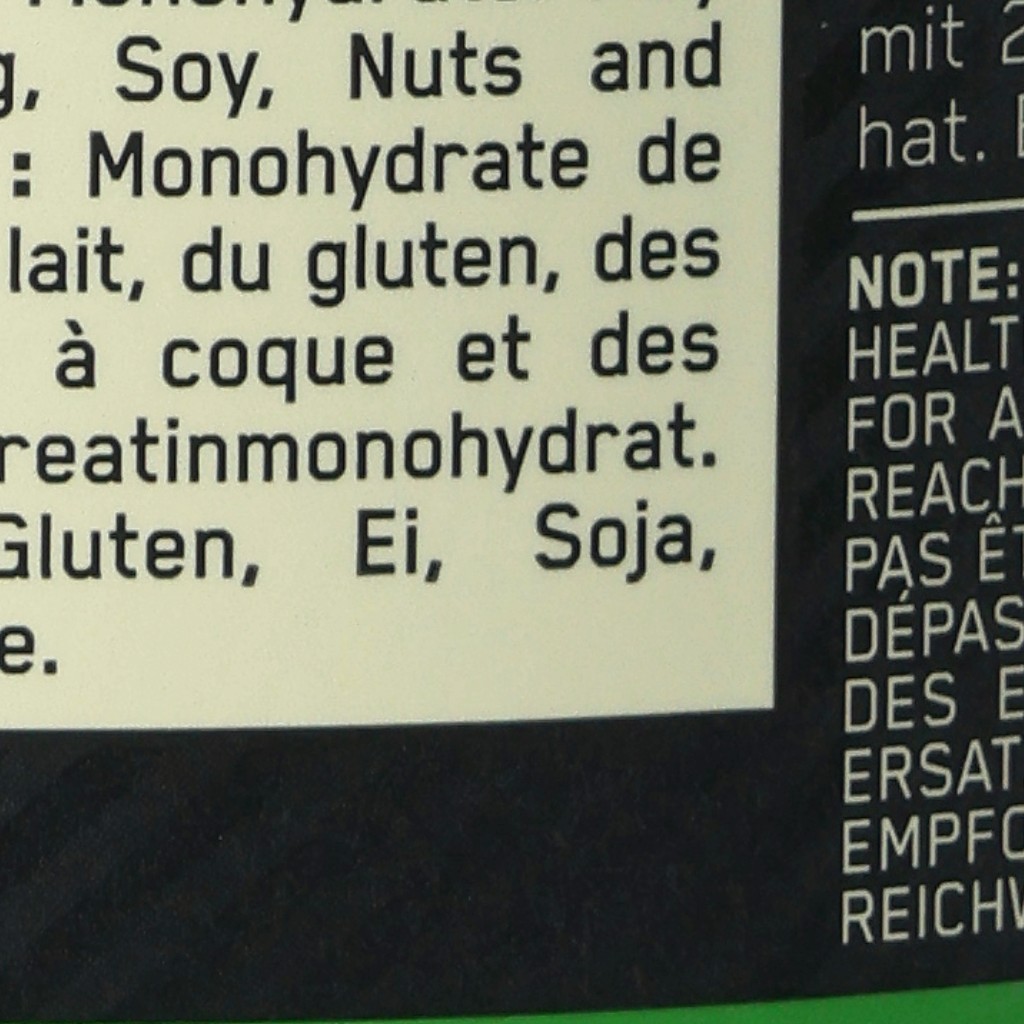 Soy, Nuts and
: Monohydrate de
lait, du gluten, des
à coque et des
reatinmonohydrat.
Gluten, Ei, Soja,
e.
mit 2
hat.
NOTE:
HEALT
FOR A
REACH
PAS ÊT
DÉPAS
DES E
ERSAT
EMPFO
REICHW